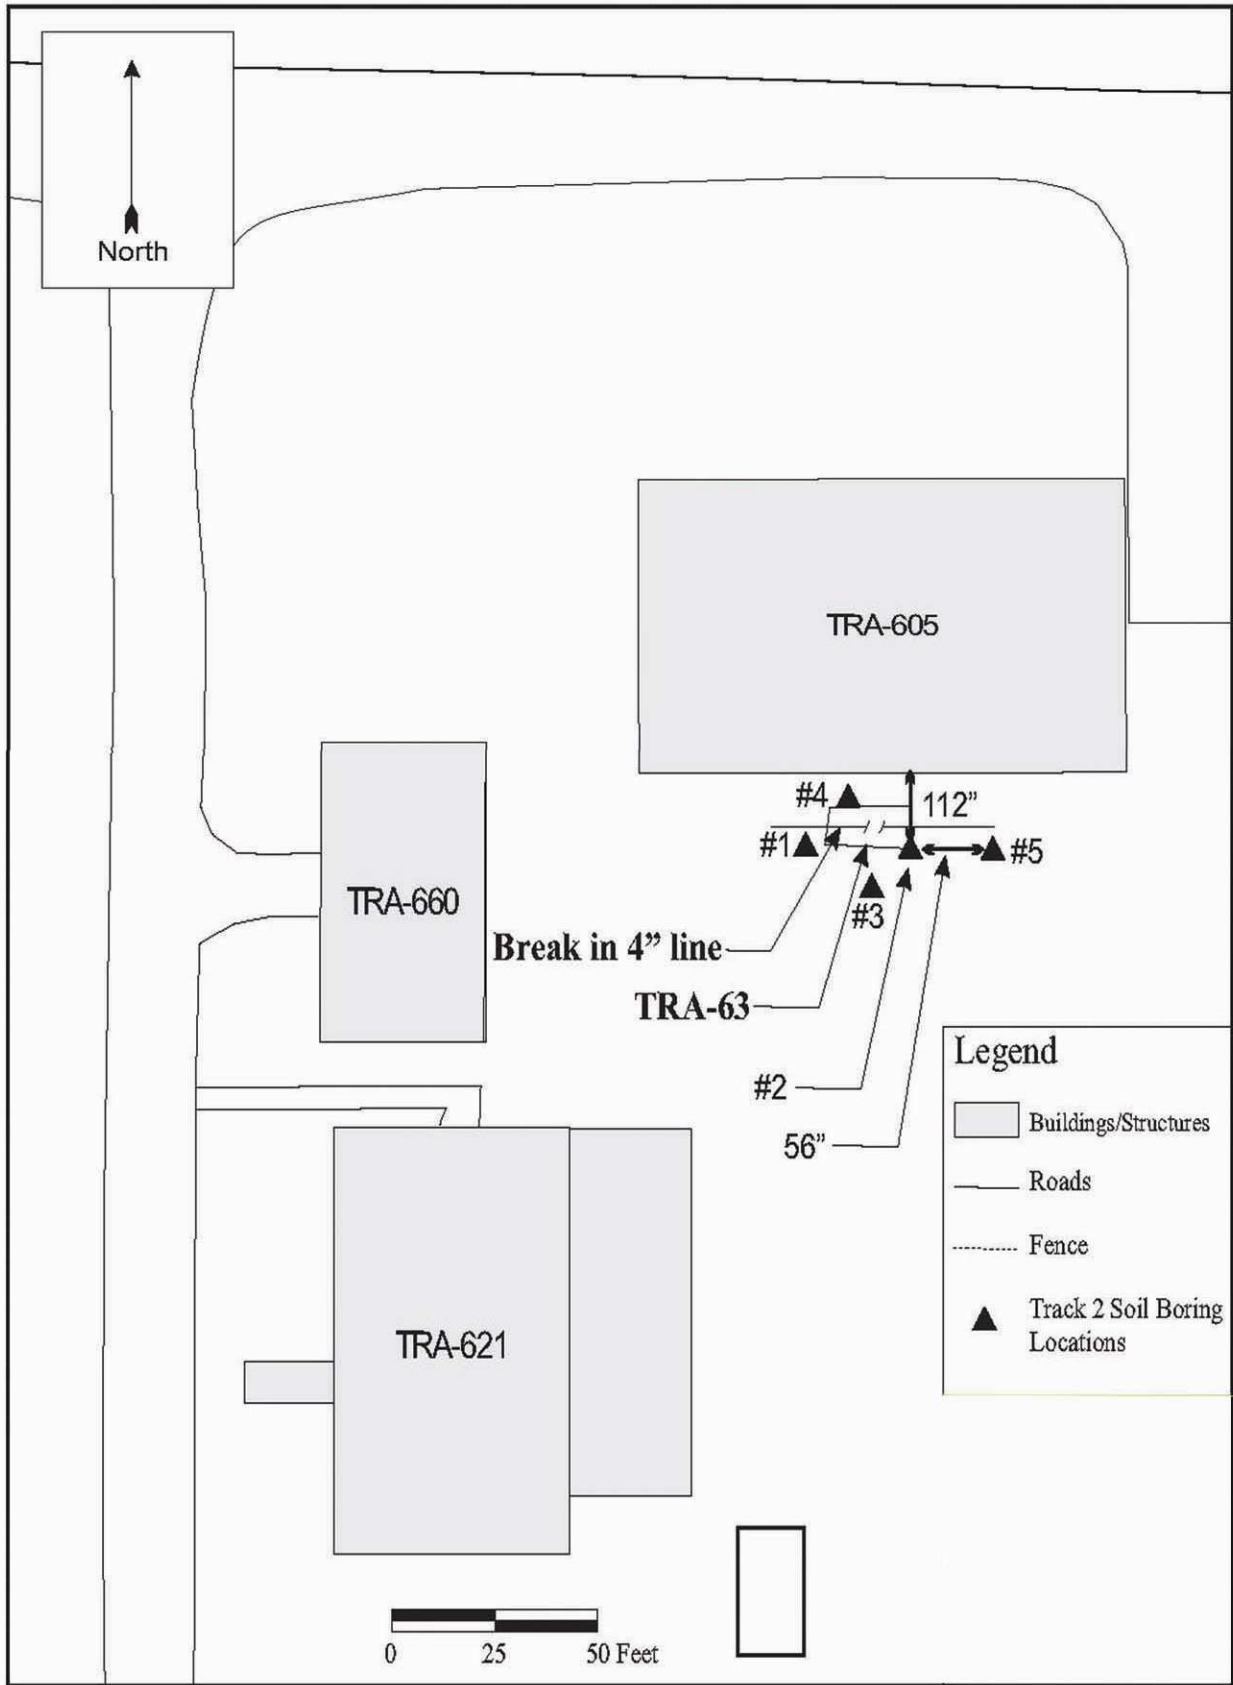 North
TRA-605
#4
112”
#1
#5
#3
TRA-660
Break in 4” line
TRA-63
#2
56”
Legend
Buildings/Structures
Roads
Fence
Track 2 Soil Boring
Locations
TRA-621
0 25 50 Feet